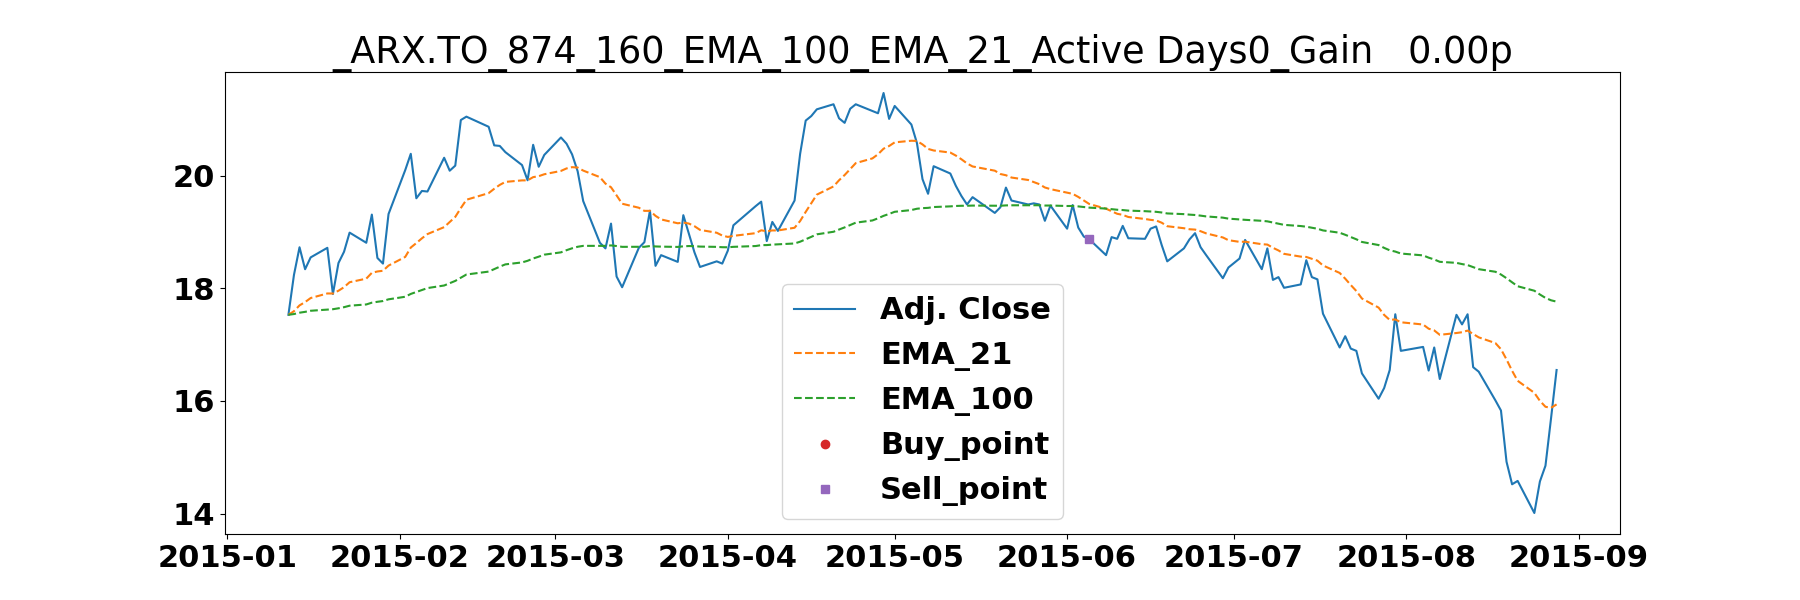 _ARX.TO_874_160_EMA_100_EMA_21_Active Days0_Gain   0.00p
20
18
16
14
Adj. Close
EMA_21
EMA_100
Buy_point
Sell_point
2015-01 2015-02 2015-03 2015-04 2015-05 2015-06 2015-07 2015-08 2015-09